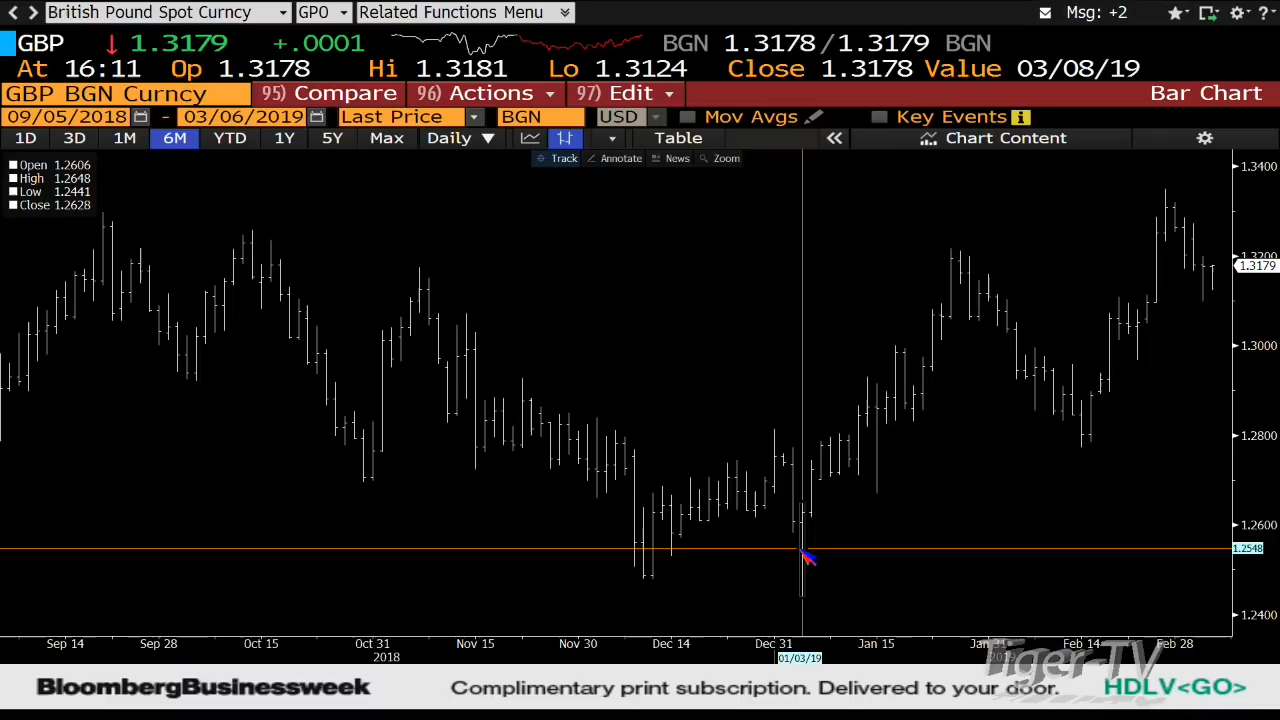 British Pound Spot Curncy GPO Related Functions Menu Msg: +2 ?
GBP ↓ 1.3179 +.0001 BGN 1.3178/1.3179 BGN
At 16:11 Op 1.3178 Hi 1.3181 Lo 1.3124 Close 1.3178 Value 03/08/19
GBP BGN Curncy 95) Compare 96) Actions 97) Edit Bar Chart
09/05/2018 - 03/06/2019 Last Price BGN USD Mov Avgs Key Events i
1D 3D 1M 6M YTD 1Y 5Y Max Daily ▼ Table « Chart Content
Track Annotate News Zoom
Open 1.2606
High 1.2648
Low 1.2441
Close 1.2628
1.3400
1.3200
1.3179
1.3000
1.2800
1.2600
1.2548
1.2400
Sep 14 Sep 28 Oct 15 Oct 31 Nov 15 Nov 30 Dec 14 Dec 31 Jan 15 Jan 31 Feb 14 Feb 28
2018 01/03/19 2019
Tiger-TV
BloombergBusinessweek Complimentary print subscription. Delivered to your door. HDLV<GO>